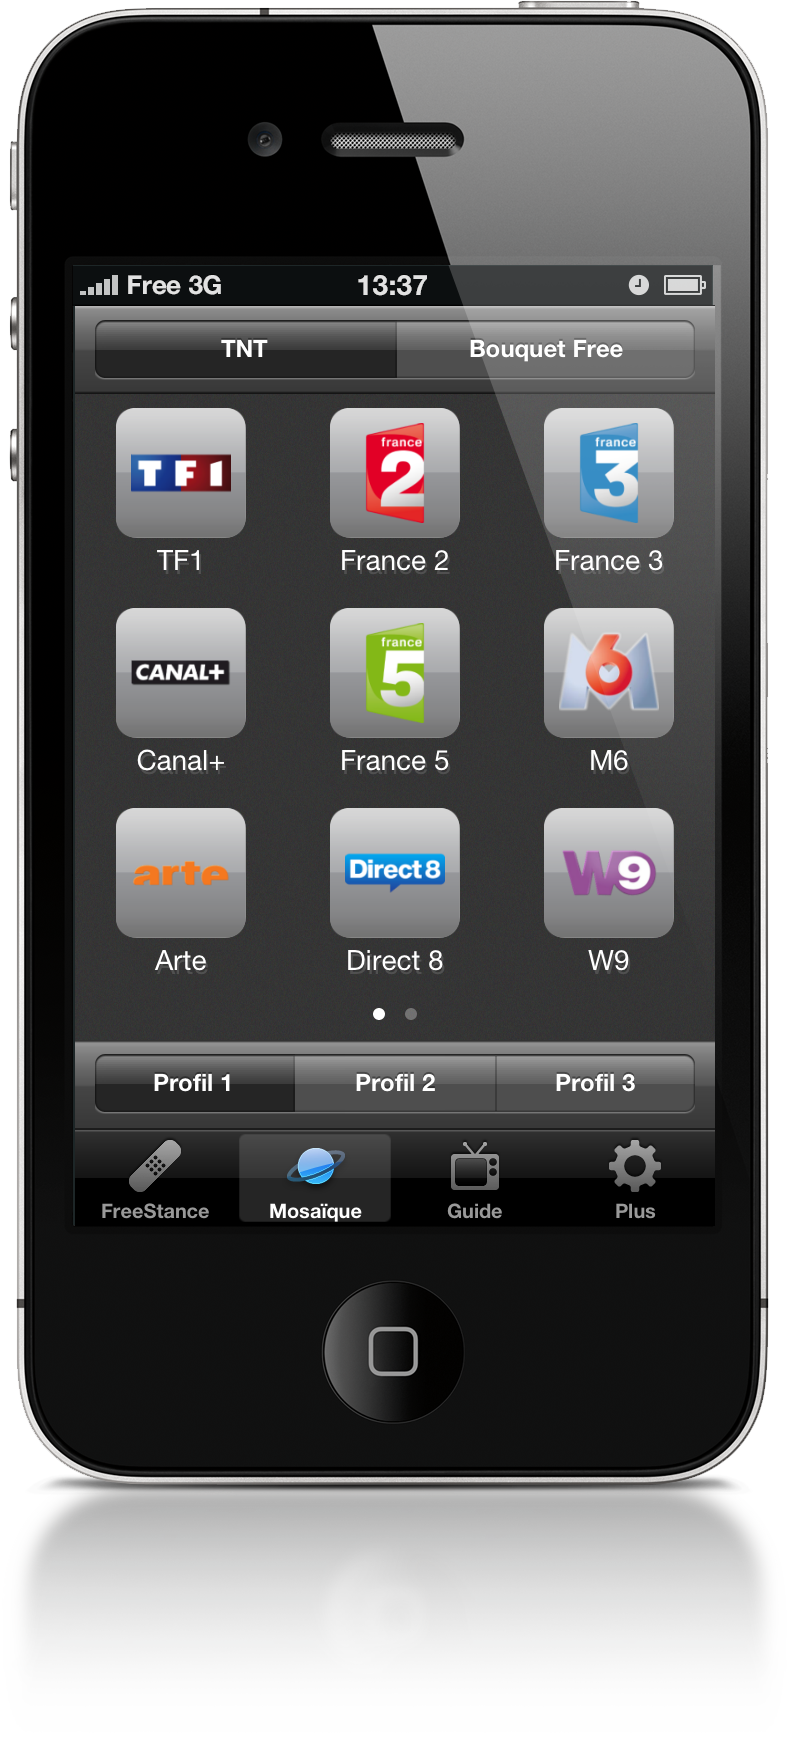 Free 3G 13:37
TNT Bouquet Free
TF1 france 2 france 3
TF1 France 2 France 3
CANAL+ france 5 M6
Canal+ France 5 M6
arte Direct 8 W9
Arte Direct 8 W9
Profil 1 Profil 2 Profil 3
FreeStance Mosaïque Guide Plus